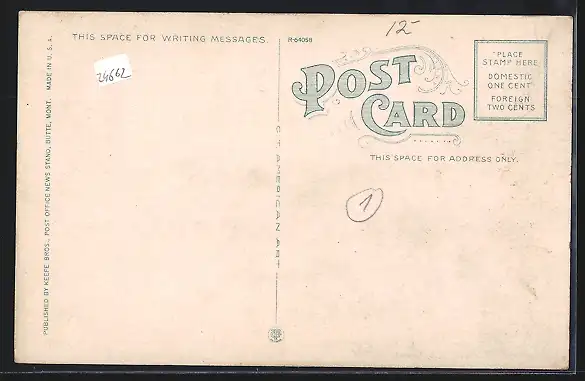 THIS SPACE FOR WRITING MESSAGES.
R-64058
12-
24662
POST CARD
PLACE
STAMP HERE
DOMESTIC
ONE CENT
FOREIGN
TWO CENTS
THIS SPACE FOR ADDRESS ONLY.
1
C.T. AMERICAN ART
PUBLISHED BY KEEFE BROS., POST OFFICE NEWS STAND, BUTTE, MONT. MADE IN U.S.A.